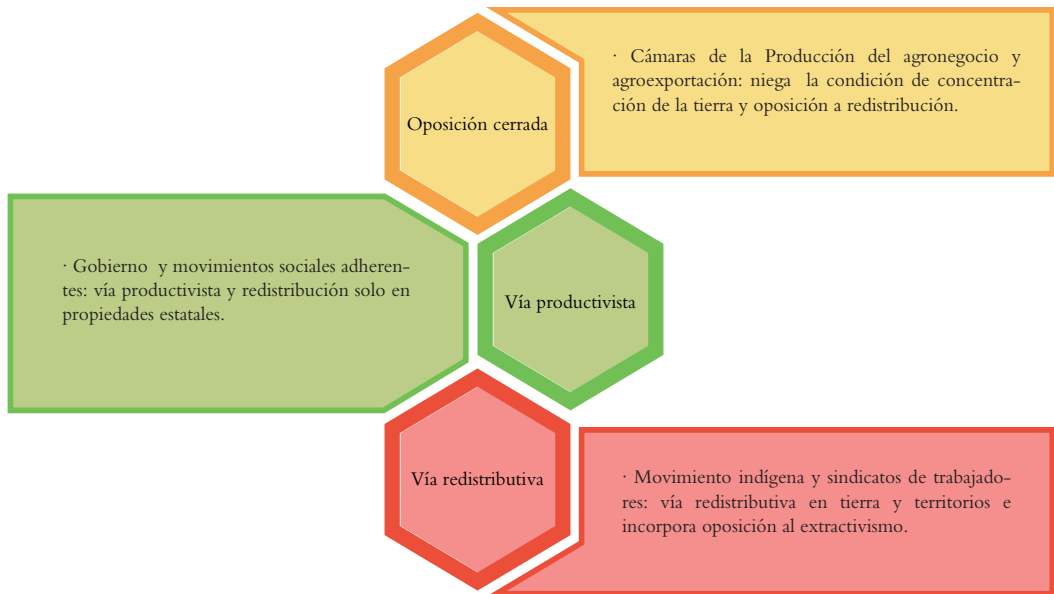 Oposición cerrada
· Cámaras de la Producción del agronegocio y
agroexportación: niega la condición de concentra-
ción de la tierra y oposición a redistribución.
· Gobierno y movimientos sociales adheren-
tes: vía productivista y redistribución solo en
propiedades estatales.
Vía productivista
Vía redistributiva
· Movimiento indígena y sindicatos de trabajado-
res: vía redistributiva en tierra y territorios e
incorpora oposición al extractivismo.